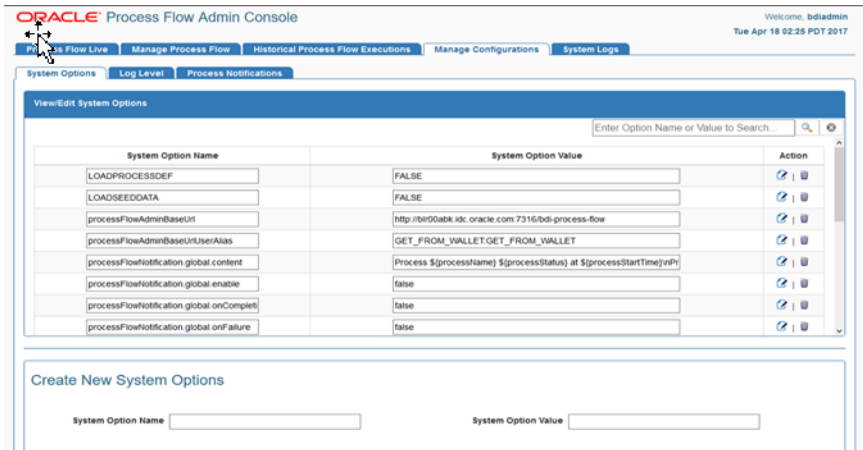 ORACLE Process Flow Admin Console
Welcome, bdiadmin
Tue Apr 18 02:25 PDT 2017
Process Flow Live Manage Process Flow Historical Process Flow Executions Manage Configurations System Logs
System Options Log Level Process Notifications
View/Edit System Options
Enter Option Name or Value to Search...
System Option Name System Option Value Action
LOADPROCESSDEF FALSE |
LOADSEEDDATA FALSE |
processFlowAdminBaseUrl http://blr00abk.idc.oracle.com:7316/bdi-process-flow |
processFlowAdminBaseUrlUserAlias GET_FROM_WALLET:GET_FROM_WALLET |
processFlowNotification.global.content Process ${processName} ${processStatus} at ${processStartTime}\nPr |
processFlowNotification.global.enable false |
processFlowNotification.global.onCompleti false |
processFlowNotification.global.onFailure false |
Create New System Options
System Option Name System Option Value